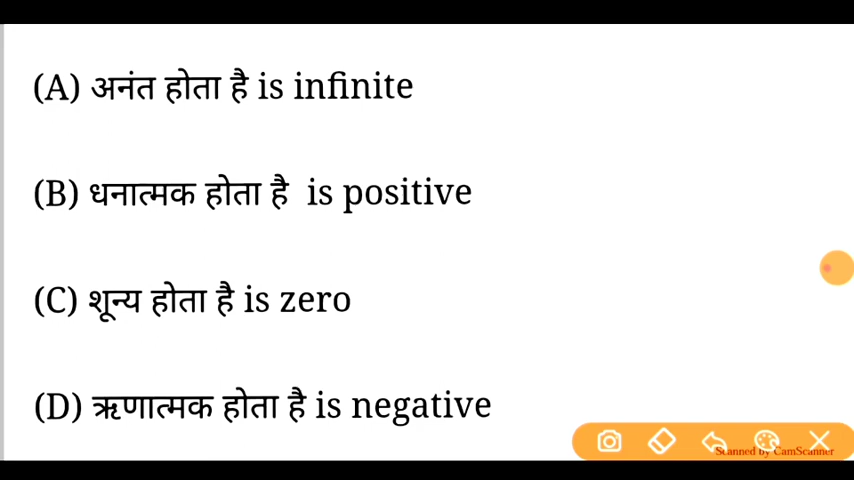 (A) अनंत होता है is infinite
(B) धनात्मक होता है is positive
(C) शून्य होता है is zero
(D) ऋणात्मक होता है is negative
Scanned by CamScanner